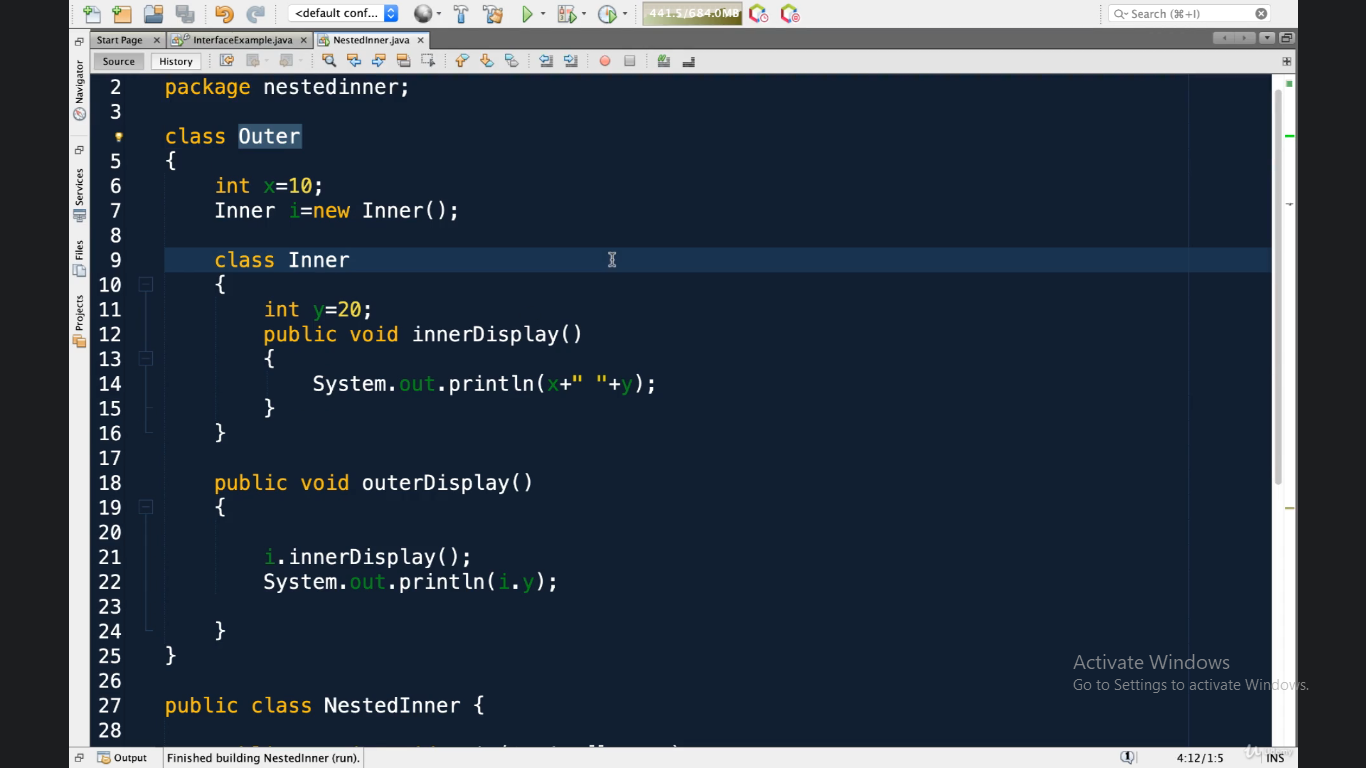 <default conf...
441.5/684.0MB
Search (⌘+I)
Start Page
InterfaceExample.java
NestedInner.java
Source
History
Navigator
Services
Files
Projects
2 package nestedinner;
3
class Outer
5 {
6 int x=10;
7 Inner i=new Inner();
8
9 class Inner
10 {
11 int y=20;
12 public void innerDisplay()
13 {
14 System.out.println(x+" "+y);
15 }
16 }
17
18 public void outerDisplay()
19 {
20
21 i.innerDisplay();
22 System.out.println(i.y);
23
24 }
25 }
26
27 public class NestedInner {
28
Activate Windows
Go to Settings to activate Windows.
Output
Finished building NestedInner (run).
4:12/1:5
INS